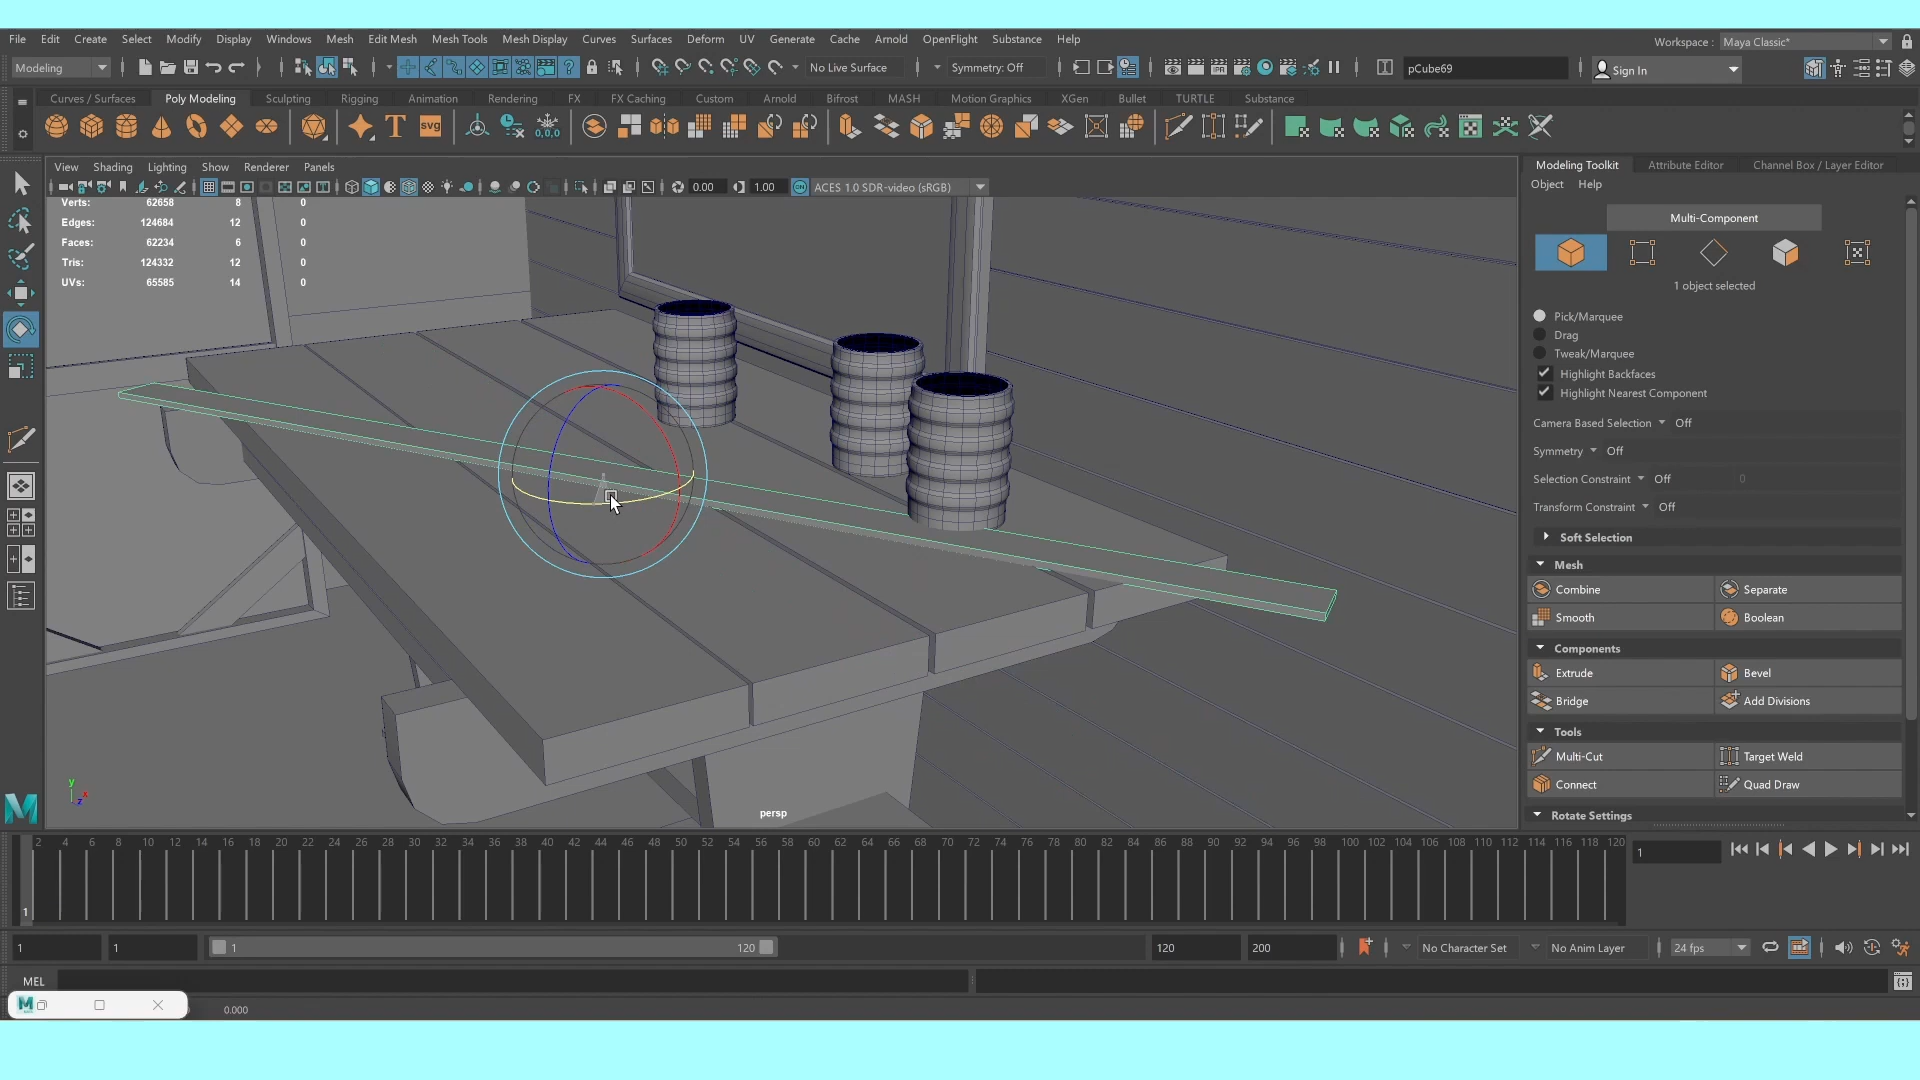 File Edit Create Select Modify Display Windows Mesh Edit Mesh Mesh Tools Mesh Display Curves Surfaces Deform UV Generate Cache Arnold OpenFlight Substance Help
Workspace : Maya Classic*
Modeling No Live Surface Symmetry: Off pCube69 Sign In
Curves / Surfaces Poly Modeling Sculpting Rigging Animation Rendering FX FX Caching Custom Arnold Bifrost MASH Motion Graphics XGen Bullet TURTLE Substance
T svg 0,0,0
View Shading Lighting Show Renderer Panels
0.00 1.00 ON ACES 1.0 SDR-video (sRGB)
Verts: 62658 8 0
Edges: 124684 12 0
Faces: 62234 6 0
Tris: 124332 12 0
UVs: 65585 14 0
y
x
z
persp
Modeling Toolkit Attribute Editor Channel Box / Layer Editor
Object Help
Multi-Component
1 object selected
Pick/Marquee
Drag
Tweak/Marquee
Highlight Backfaces
Highlight Nearest Component
Camera Based Selection Off
Symmetry Off
Selection Constraint Off 0
Transform Constraint Off
Soft Selection
Mesh
Combine Separate
Smooth Boolean
Components
Extrude Bevel
Bridge Add Divisions
Tools
Multi-Cut Target Weld
Connect Quad Draw
Rotate Settings
2 4 6 8 10 12 14 16 18 20 22 24 26 28 30 32 34 36 38 40 42 44 46 48 50 52 54 56 58 60 62 64 66 68 70 72 74 76 78 80 82 84 86 88 90 92 94 96 98 100 102 104 106 108 110 112 114 116 118 120
1
1
1 1 1 120 120 200 No Character Set No Anim Layer 24 fps
MEL
M 0.000